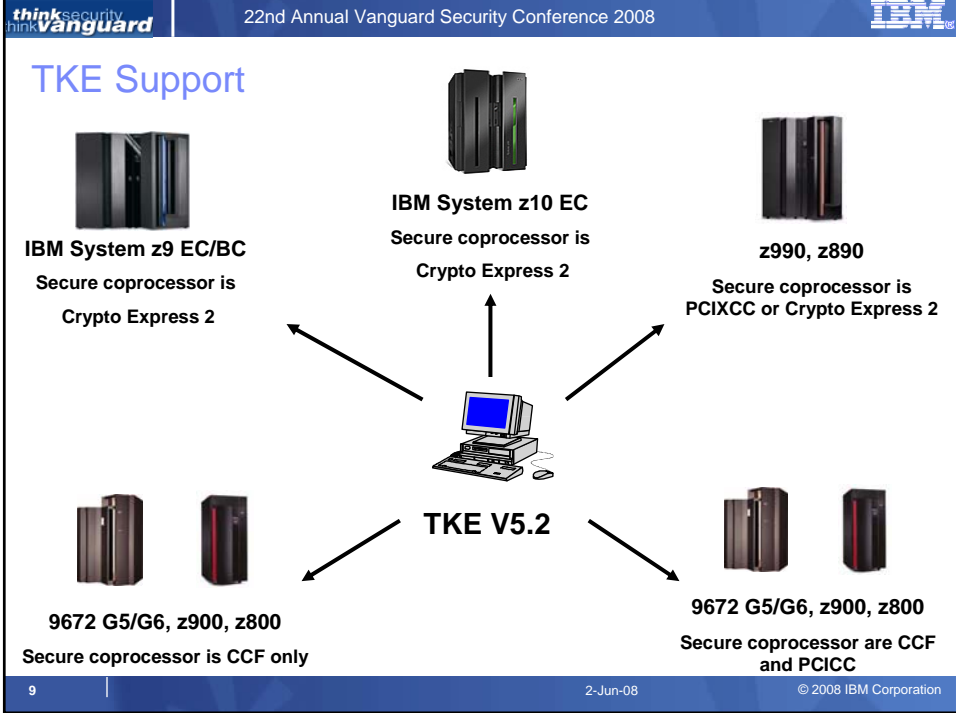 thinksecurity
thinkvanguard
22nd Annual Vanguard Security Conference 2008
IBM®
TKE Support
IBM System z10 EC
Secure coprocessor is
Crypto Express 2
IBM System z9 EC/BC
Secure coprocessor is
Crypto Express 2
z990, z890
Secure coprocessor is
PCIXCC or Crypto Express 2
TKE V5.2
9672 G5/G6, z900, z800
Secure coprocessor is CCF only
9672 G5/G6, z900, z800
Secure coprocessor are CCF
and PCICC
9
2-Jun-08
© 2008 IBM Corporation